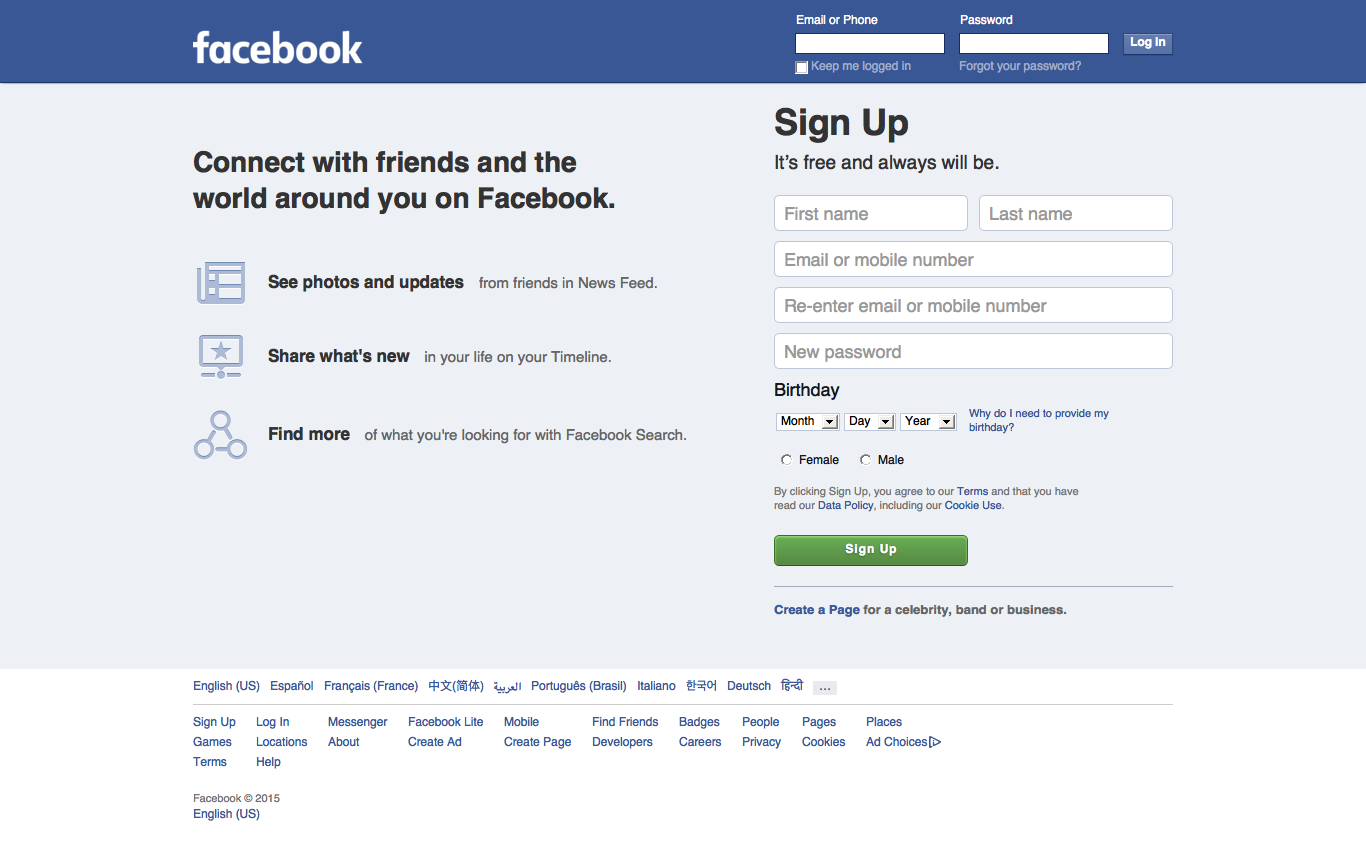 facebook
Email or Phone
Password
Log In
Keep me logged in
Forgot your password?
Connect with friends and the
world around you on Facebook.
See photos and updates from friends in News Feed.
Share what's new in your life on your Timeline.
Find more of what you're looking for with Facebook Search.
Sign Up
It’s free and always will be.
First name
Last name
Email or mobile number
Re-enter email or mobile number
New password
Birthday
Month Day Year
Why do I need to provide my
birthday?
Female Male
By clicking Sign Up, you agree to our Terms and that you have
read our Data Policy, including our Cookie Use.
Sign Up
Create a Page for a celebrity, band or business.
English (US) Español Français (France) 中文(简体) العربية Português (Brasil) Italiano 한국어 Deutsch हिन्दी ...
Sign Up Log In Messenger Facebook Lite Mobile Find Friends Badges People Pages Places
Games Locations About Create Ad Create Page Developers Careers Privacy Cookies Ad Choices
Terms Help
Facebook © 2015
English (US)